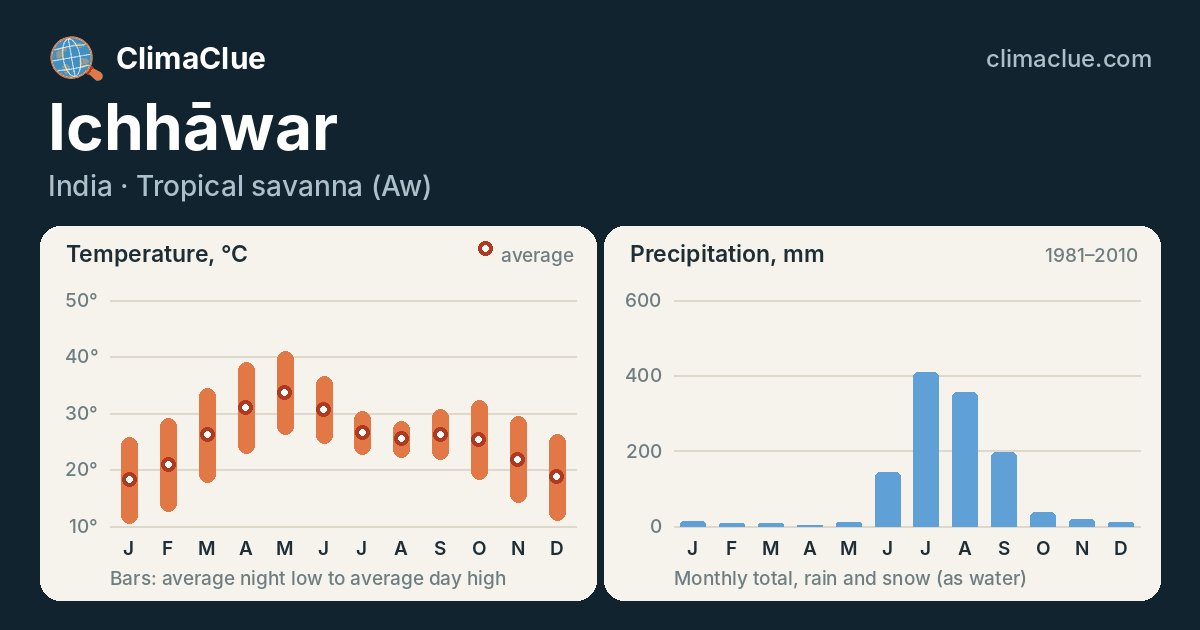 ClimaClue
climaclue.com
Ichhāwar
India · Tropical savanna (Aw)
Temperature, °C
average
50°
40°
30°
20°
10°
J F M A M J J A S O N D
Bars: average night low to average day high
Precipitation, mm
1981–2010
600
400
200
0
J F M A M J J A S O N D
Monthly total, rain and snow (as water)